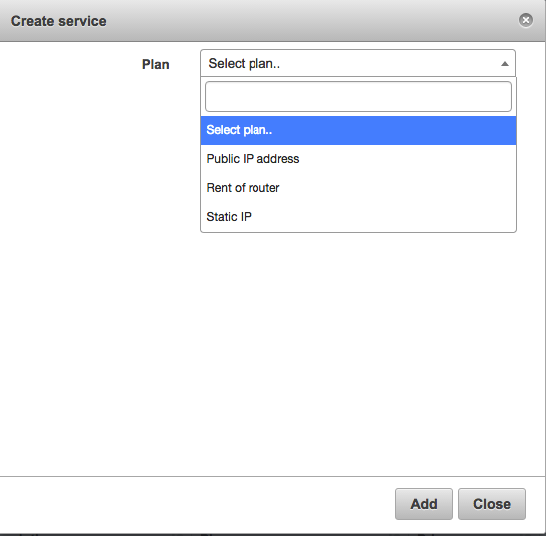 Create service
Plan
Select plan..
Select plan..
Public IP address
Rent of router
Static IP
Add
Close